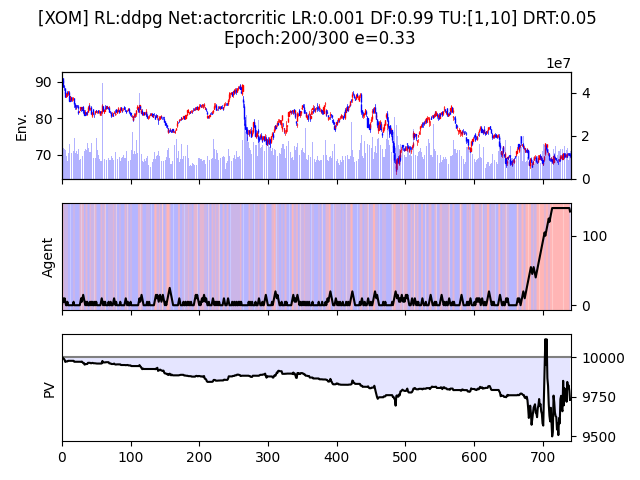 [XOM] RL:ddpg Net:actorcritic LR:0.001 DF:0.99 TU:[1,10] DRT:0.05
Epoch:200/300 e=0.33
1e7
90
80
70
Env.
4
2
0
Agent
100
0
PV
10000
9750
9500
0 100 200 300 400 500 600 700